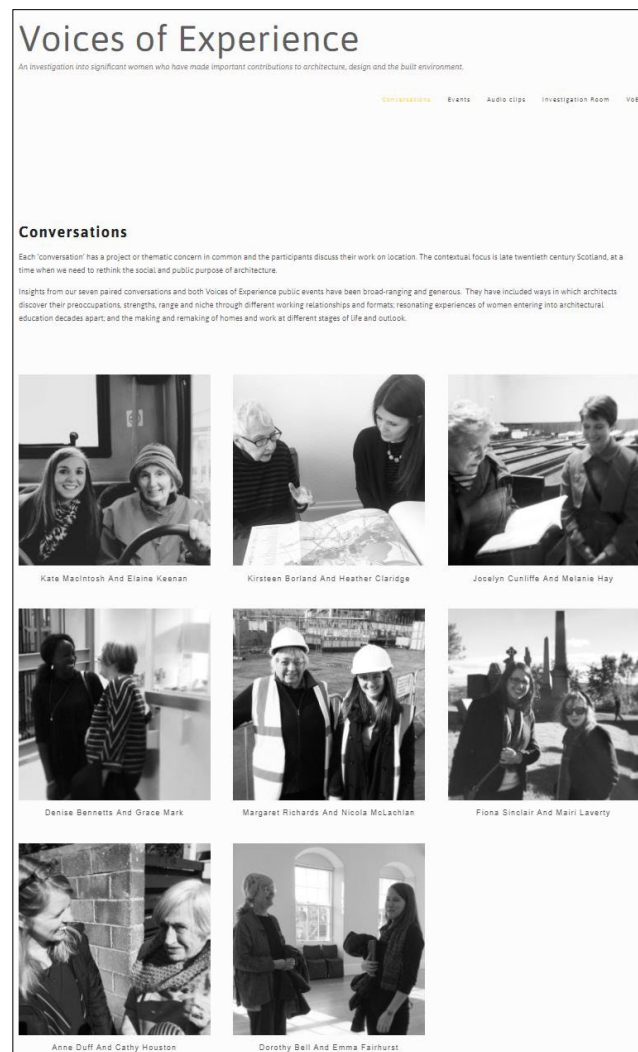 Voices of Experience
An investigation into significant women who have made important contributions to architecture, design and the built environment.
Conversations Events Audio clips Investigation Room VoE
Conversations
Each 'conversation' has a project or thematic concern in common and the participants discuss their work on location. The contextual focus is late twentieth century Scotland, at a
time when we need to rethink the social and public purpose of architecture.
Insights from our seven paired conversations and both Voices of Experience public events have been broad-ranging and generous. They have included ways in which architects
discover their preoccupations, strengths, range and niche through different working relationships and formats; resonating experiences of women entering into architectural
education decades apart; and the making and remaking of homes and work at different stages of life and outlook.
Kate MacIntosh And Elaine Keenan
Kirsteen Borland And Heather Claridge
Jocelyn Cunliffe And Melanie Hay
Denise Bennetts And Grace Mark
Margaret Richards And Nicola McLachlan
Fiona Sinclair And Mairi Laverty
Anne Duff And Cathy Houston
Dorothy Bell And Emma Fairhurst